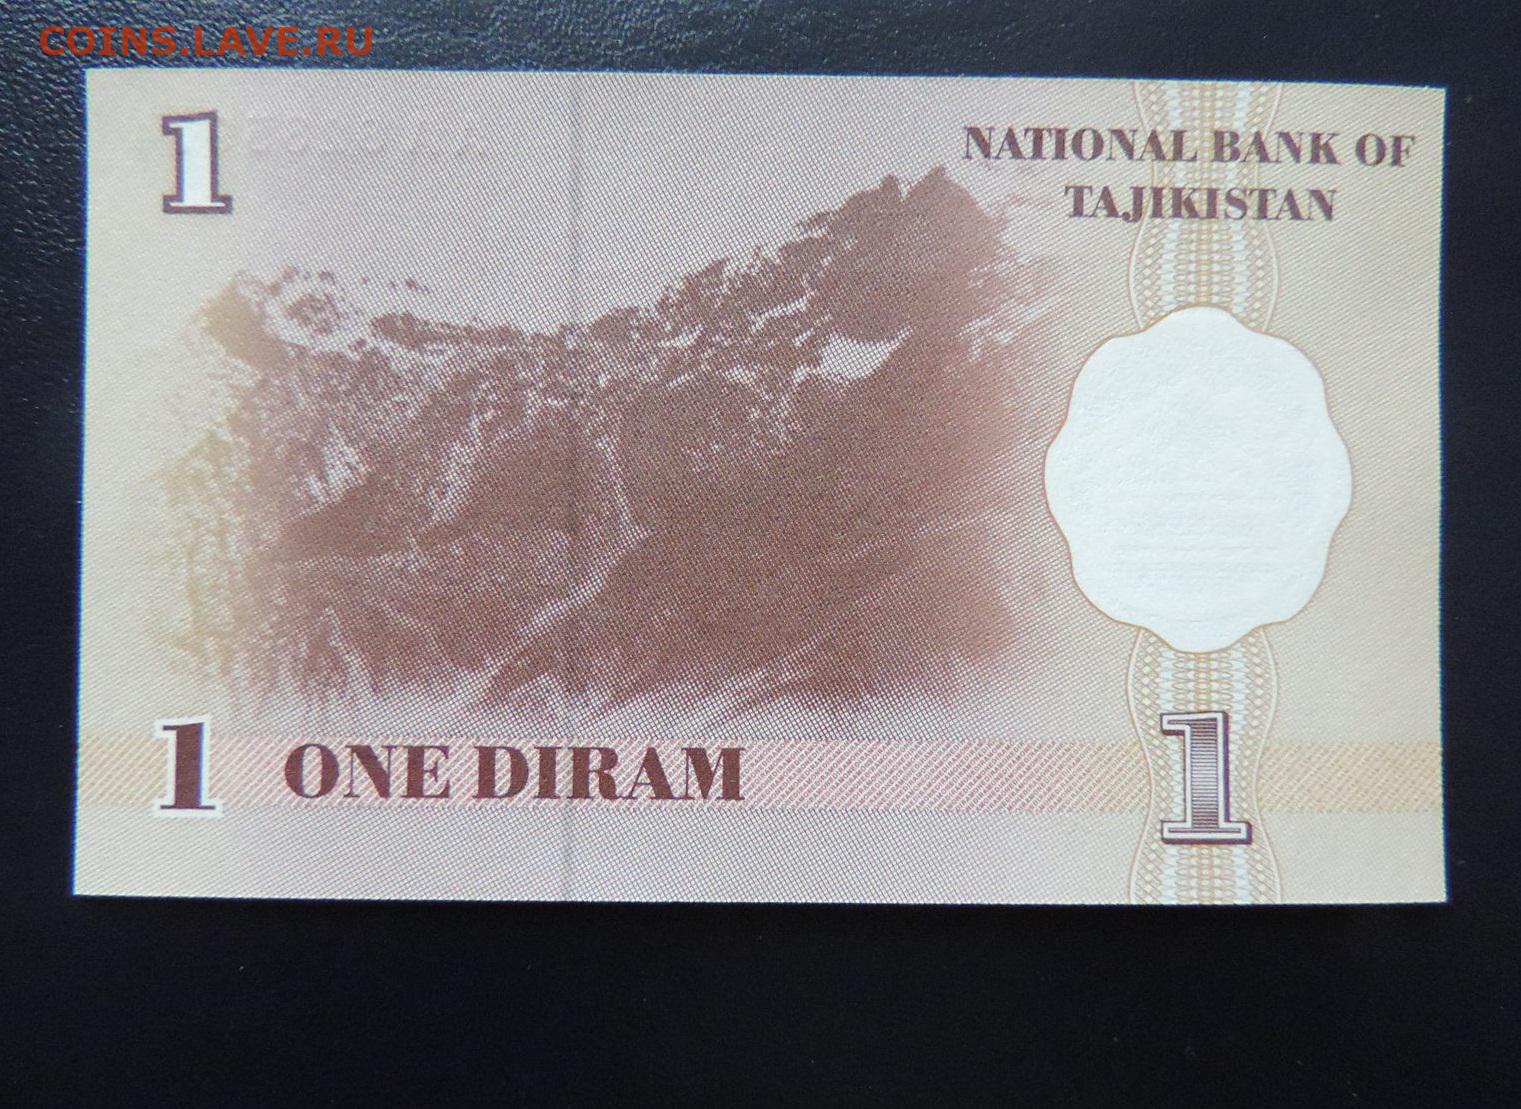 COINS.LAVE.RU
1
NATIONAL BANK OF
TAJIKISTAN
1 ONE DIRAM
1